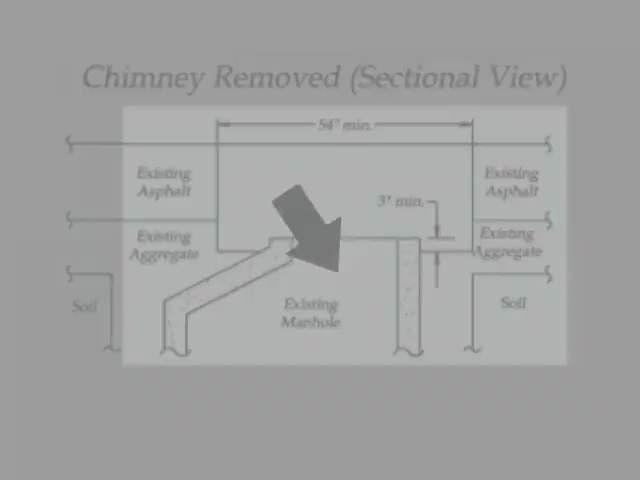 Chimney Removed (Sectional View)
54" min.
Existing
Asphalt
Existing
Asphalt
3" min.
Existing
Aggregate
Existing
Aggregate
Soil
Existing
Manhole
Soil